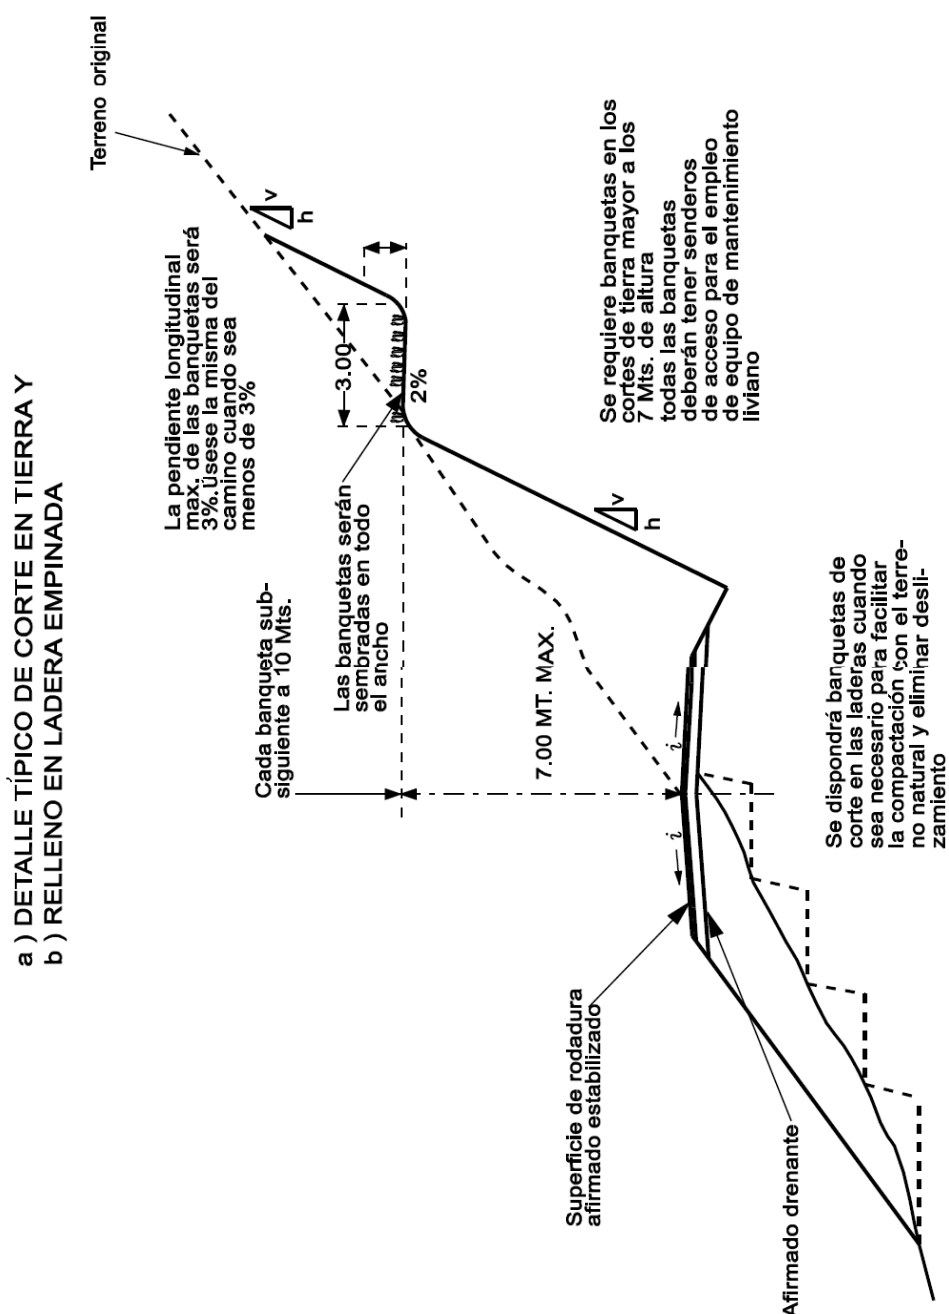 a ) DETALLE TÍPICO DE CORTE EN TIERRA Y
b ) RELLENO EN LADERA EMPINADA
Terreno original
La pendiente longitudinal
max. de las banquetas será
3%.úsese la misma del
camino cuando sea
menos de 3%
v
h
3.00
2%
Cada banqueta sub-
siguiente a 10 Mts.
Las banquetas serán
sembradas en todo
el ancho
7.00 MT. MAX.
v
h
Se requiere banquetas en los
cortes de tierra mayor a los
7 Mts. de altura
todas las banquetas
deberán tener senderos
de acceso para el empleo
de equipo de mantenimiento
liviano
i
i
Superficie de rodadura
afirmado estabilizado
Afirmado drenante
Se dispondrá banquetas de
corte en las laderas cuando
sea necesario para facilitar
la compactación con el terre-
no natural y eliminar desli-
zamiento